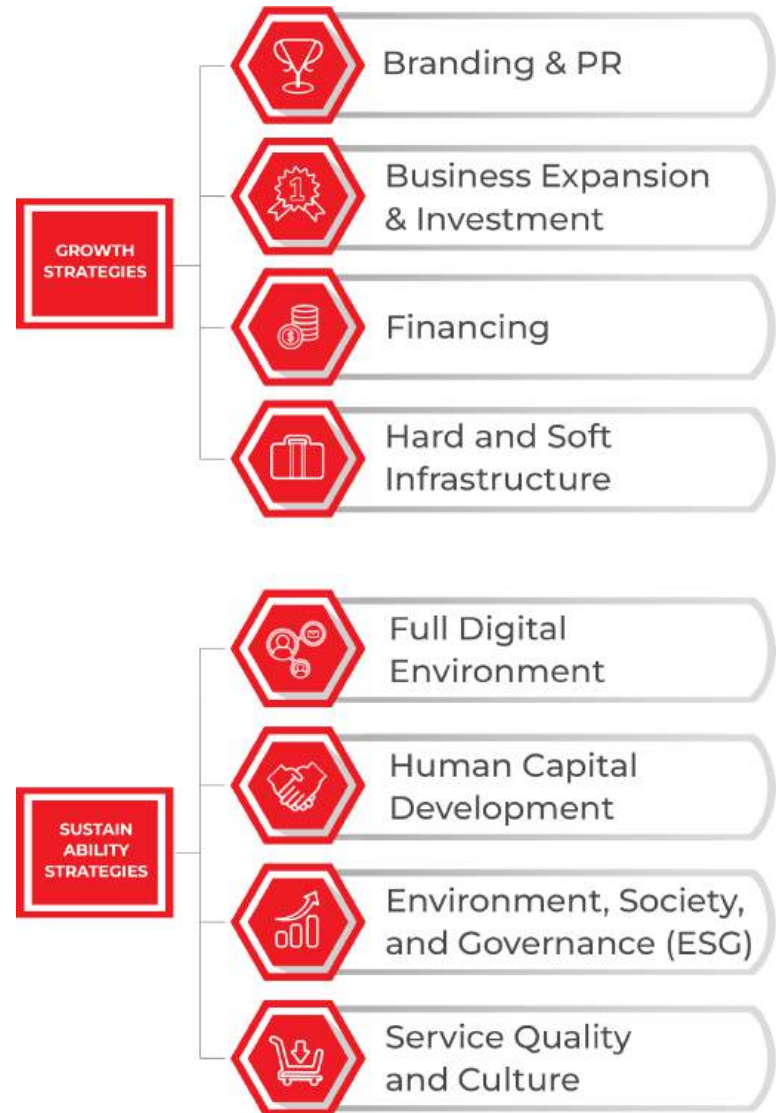 GROWTH
STRATEGIES
Branding & PR
1
Business Expansion
& Investment
$
Financing
Hard and Soft
Infrastructure
SUSTAIN
ABILITY
STRATEGIES
Full Digital
Environment
Human Capital
Development
Environment, Society,
and Governance (ESG)
Service Quality
and Culture